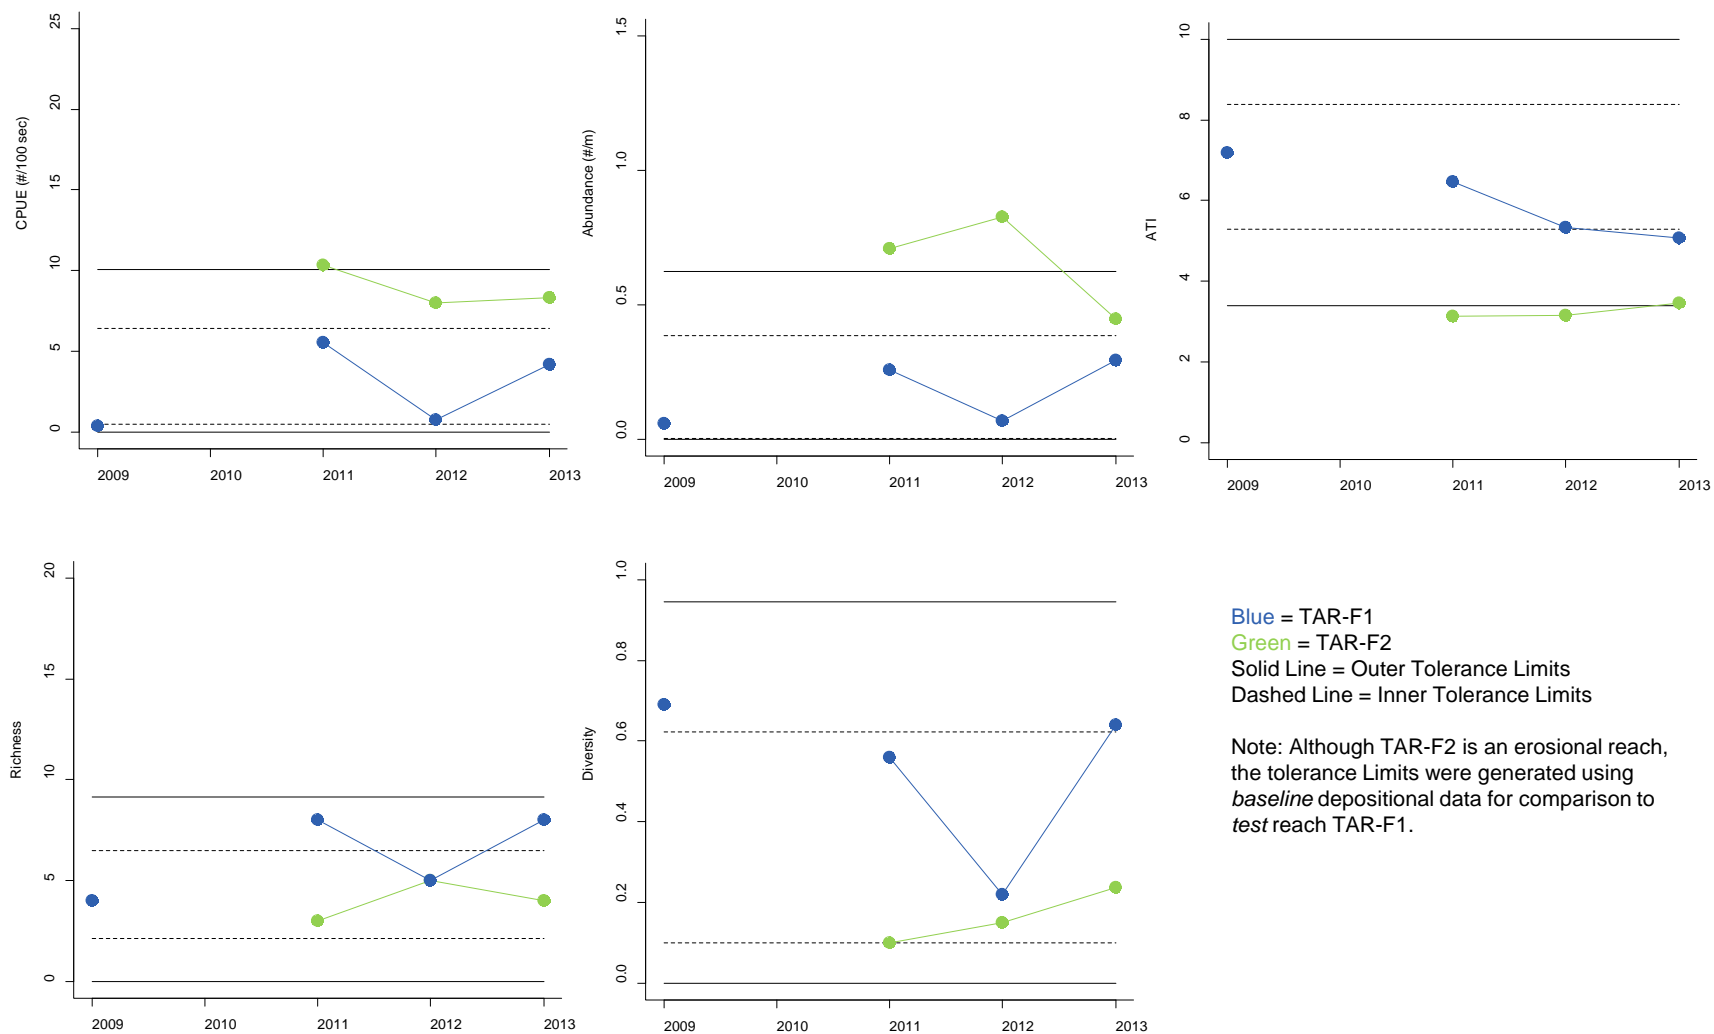 CPUE (#/100 sec)
25
20
15
10
5
0
2009 2010 2011 2012 2013
Abundance (#/m)
1.5
1.0
0.5
0.0
2009 2010 2011 2012 2013
ATI
10
8
6
4
2
0
2009 2010 2011 2012 2013
Richness
20
15
10
5
0
2009 2010 2011 2012 2013
Diversity
1.0
0.8
0.6
0.4
0.2
0.0
2009 2010 2011 2012 2013
Blue = TAR-F1
Green = TAR-F2
Solid Line = Outer Tolerance Limits
Dashed Line = Inner Tolerance Limits
Note: Although TAR-F2 is an erosional reach,
the tolerance Limits were generated using
baseline depositional data for comparison to
test reach TAR-F1.